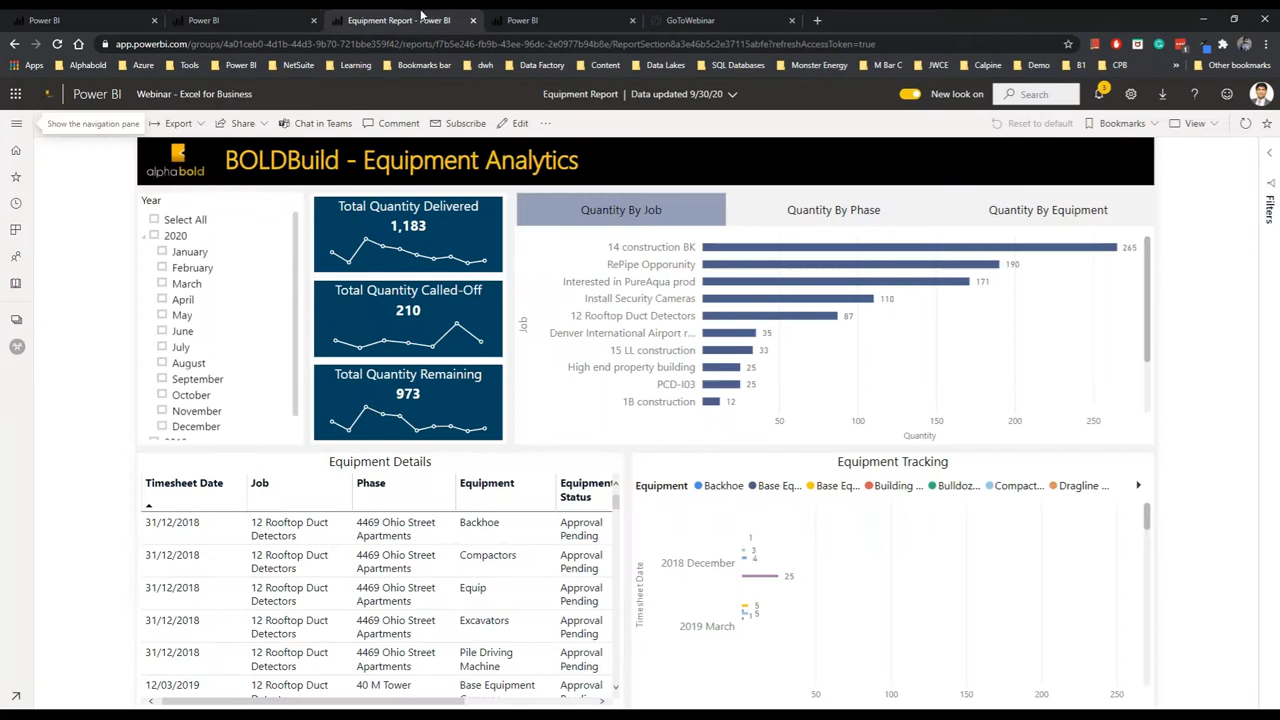 Power BI
Power BI
Equipment Report - Power BI
Power BI
GoToWebinar
app.powerbi.com/groups/4a01ceb0-4d1b-44d3-9b70-721bbe359f42/reports/f7b5e246-fb9b-43ee-96dc-2e0977b94b8e/ReportSection8a3e46b5c2e37115abfe?refreshAccessToken=true
Apps Alphabold Azure Tools Power BI NetSuite Learning Bookmarks bar dwh Data Factory Content Data Lakes SQL Databases Monster Energy M Bar C JWCE Calpine Demo B1 CPB » Other bookmarks
Power BI Webinar - Excel for Business Equipment Report | Data updated 9/30/20 New look on Search 3
Show the navigation pane Export Share Chat in Teams Comment Subscribe Edit ... Reset to default Bookmarks View
alphabold
BOLDBuild - Equipment Analytics
Filters
Year
Select All
2020
January
February
March
April
May
June
July
August
September
October
November
December
Total Quantity Delivered
1,183
Total Quantity Called-Off
210
Total Quantity Remaining
973
Quantity By Job Quantity By Phase Quantity By Equipment
Job
14 construction BK 265
RePipe Opporunity 190
Interested in PureAqua prod 171
Install Security Cameras 110
12 Rooftop Duct Detectors 87
Denver International Airport r... 35
15 LL construction 33
High end property building 25
PCD-I03 25
1B construction 12
50 100 150 200 250
Quantity
Equipment Details
Timesheet Date Job Phase Equipment Equipment
Status
31/12/2018 12 Rooftop Duct 4469 Ohio Street Backhoe Approval
Detectors Apartments Pending
31/12/2018 12 Rooftop Duct 4469 Ohio Street Compactors Approval
Detectors Apartments Pending
31/12/2018 12 Rooftop Duct 4469 Ohio Street Equip Approval
Detectors Apartments Pending
31/12/2018 12 Rooftop Duct 4469 Ohio Street Excavators Approval
Detectors Apartments Pending
31/12/2018 12 Rooftop Duct 4469 Ohio Street Pile Driving Approval
Detectors Apartments Machine Pending
12/03/2019 12 Rooftop Duct 40 M Tower Base Equipment Approval
Equipment Tracking
Equipment Backhoe Base Eq... Base Eq... Building ... Bulldoz... Compact... Dragline ...
Timesheet Date
1
3
4
2018 December
25
5
1 5
2019 March
50 100 150 200 250